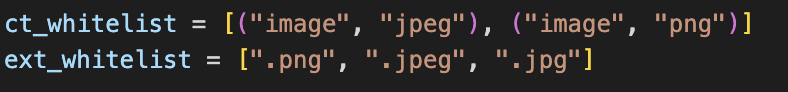 ct_whitelist = [("image", "jpeg"), ("image", "png")]
ext_whitelist = [".png", ".jpeg", ".jpg"]